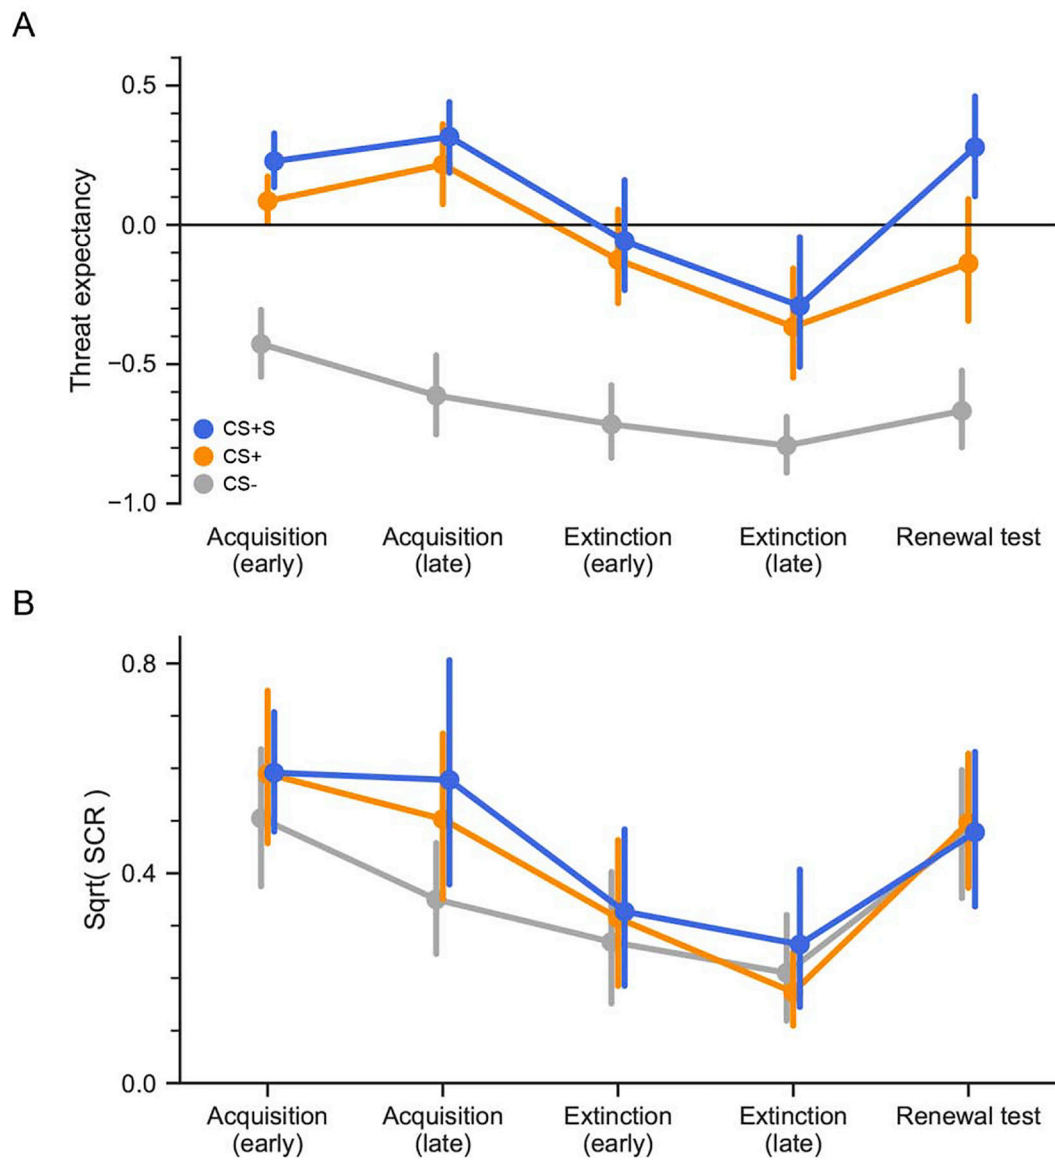 A
0.5
0.0
−0.5
−1.0
Threat expectancy
CS+S
CS+
CS-
Acquisition Acquisition Extinction Extinction Renewal test
(early) (late) (early) (late)
B
0.8
0.4
0.0
Sqrt( SCR )
Acquisition Acquisition Extinction Extinction Renewal test
(early) (late) (early) (late)